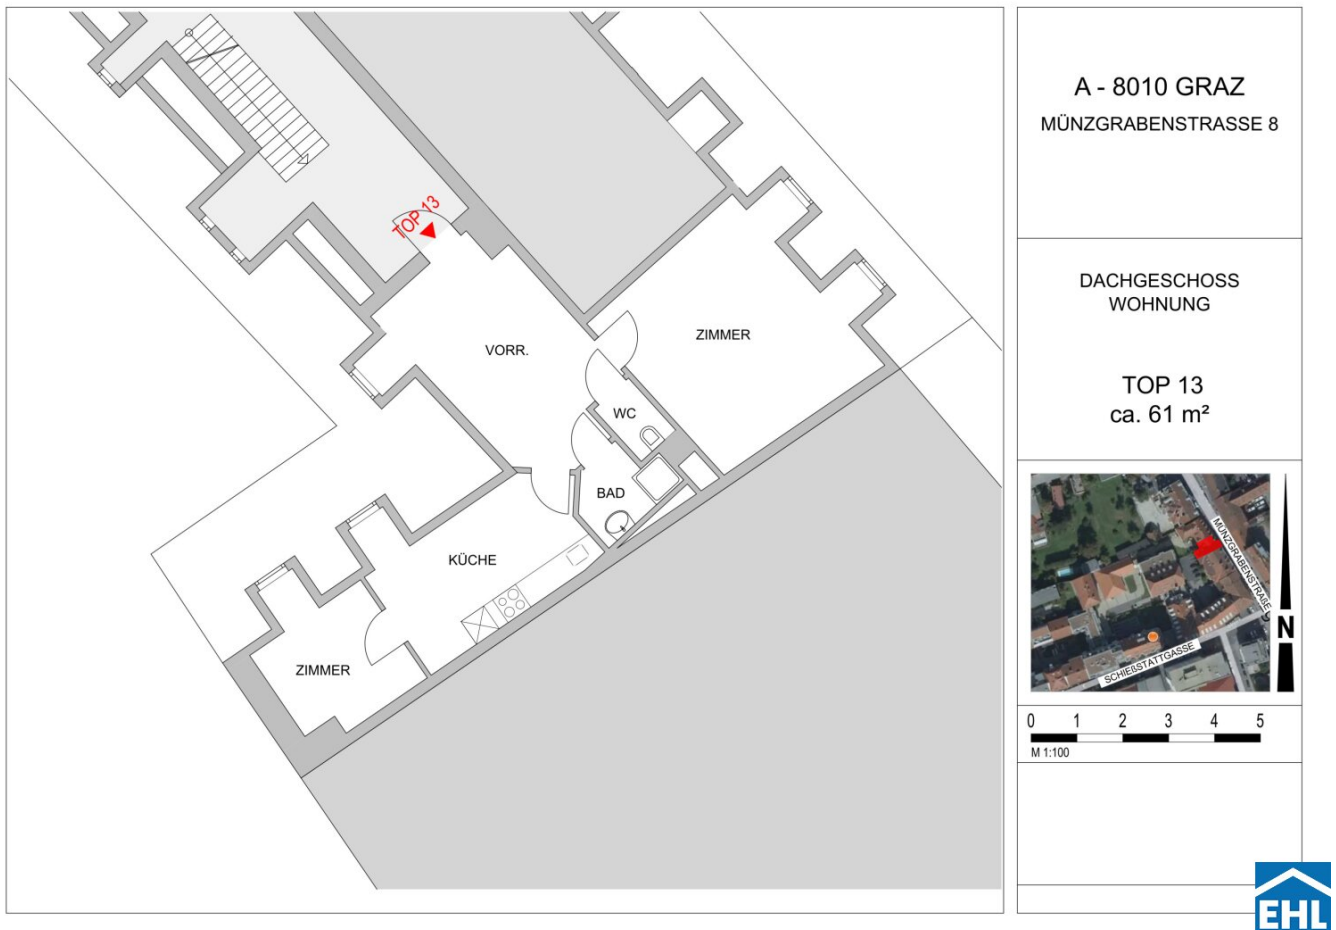 TOP 13
VORR.
ZIMMER
WC
BAD
KÜCHE
ZIMMER
A - 8010 GRAZ
MÜNZGRABENSTRASSE 8
DACHGESCHOSS
WOHNUNG
TOP 13
ca. 61 m²
MÜNZGRABENSTRAßE
SCHIEßSTATTGASSE
N
0 1 2 3 4 5
M 1:100
EHL